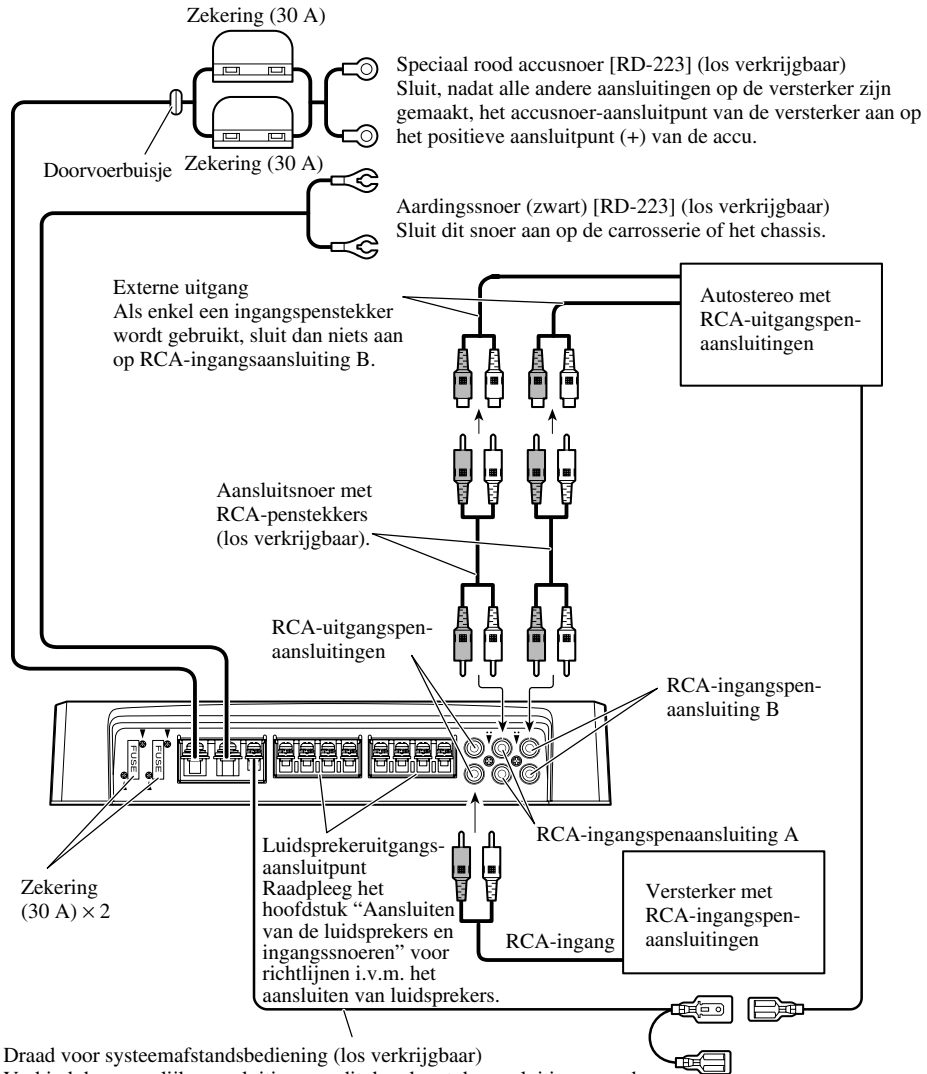 Zekering (30 A)
Speciaal rood accusnoer [RD-223] (los verkrijgbaar)
Sluit, nadat alle andere aansluitingen op de versterker zijn
gemaakt, het accusnoer-aansluitpunt van de versterker aan op
het positieve aansluitpunt (+) van de accu.
Doorvoerbuisje
Zekering (30 A)
Aardingssnoer (zwart) [RD-223] (los verkrijgbaar)
Sluit dit snoer aan op de carrosserie of het chassis.
Externe uitgang
Als enkel een ingangspenstekker
wordt gebruikt, sluit dan niets aan
op RCA-ingangsaansluiting B.
Autostereo met
RCA-uitgangspen-
aansluitingen
Aansluitsnoer met
RCA-penstekkers
(los verkrijgbaar).
RCA-uitgangspen-
aansluitingen
RCA-ingangspen-
aansluiting B
FUSE
FUSE
RCA-ingangspenaansluiting A
Zekering
(30 A) × 2
Luidsprekeruitgangs-
aansluitpunt
Raadpleeg het
hoofdstuk “Aansluiten
van de luidsprekers en
ingangssnoeren” voor
richtlijnen i.v.m. het
aansluiten van luidsprekers.
RCA-ingang
Versterker met
RCA-ingangspen-
aansluitingen
Draad voor systeemafstandsbediening (los verkrijgbaar)